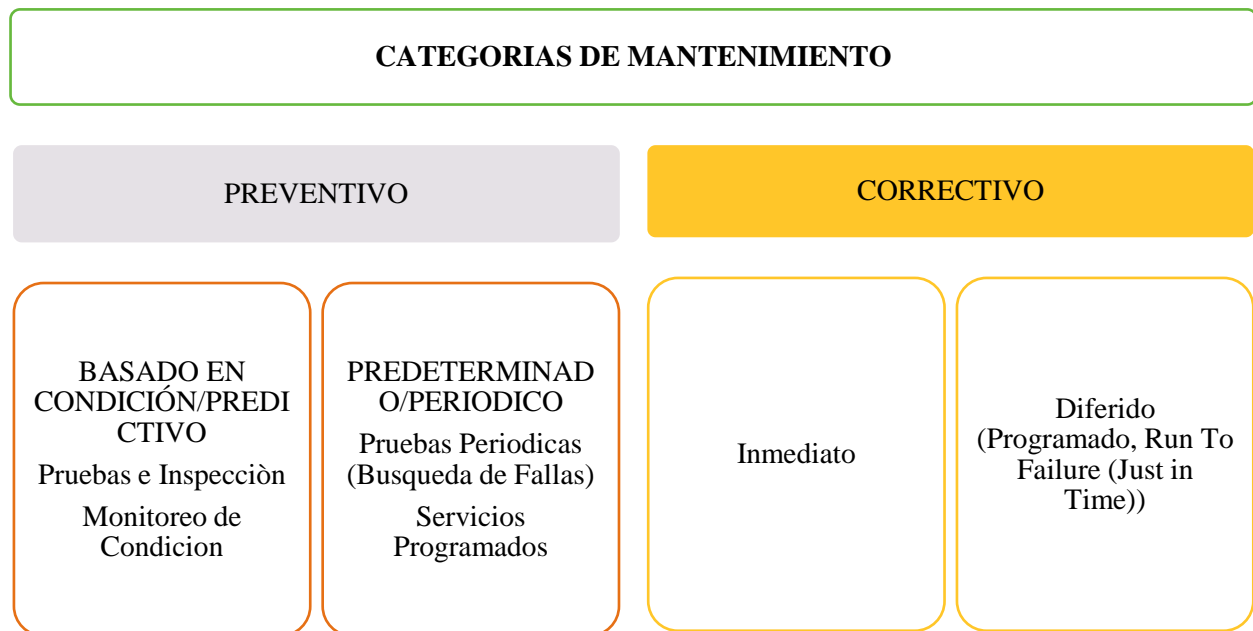 CATEGORIAS DE MANTENIMIENTO
PREVENTIVO
CORRECTIVO
BASADO EN
CONDICIÓN/PREDI
CTIVO
Pruebas e Inspecciòn
Monitoreo de
Condicion
PREDETERMINAD
O/PERIODICO
Pruebas Periodicas
(Busqueda de Fallas)
Servicios
Programados
Inmediato
Diferido
(Programado, Run To
Failure (Just in
Time))